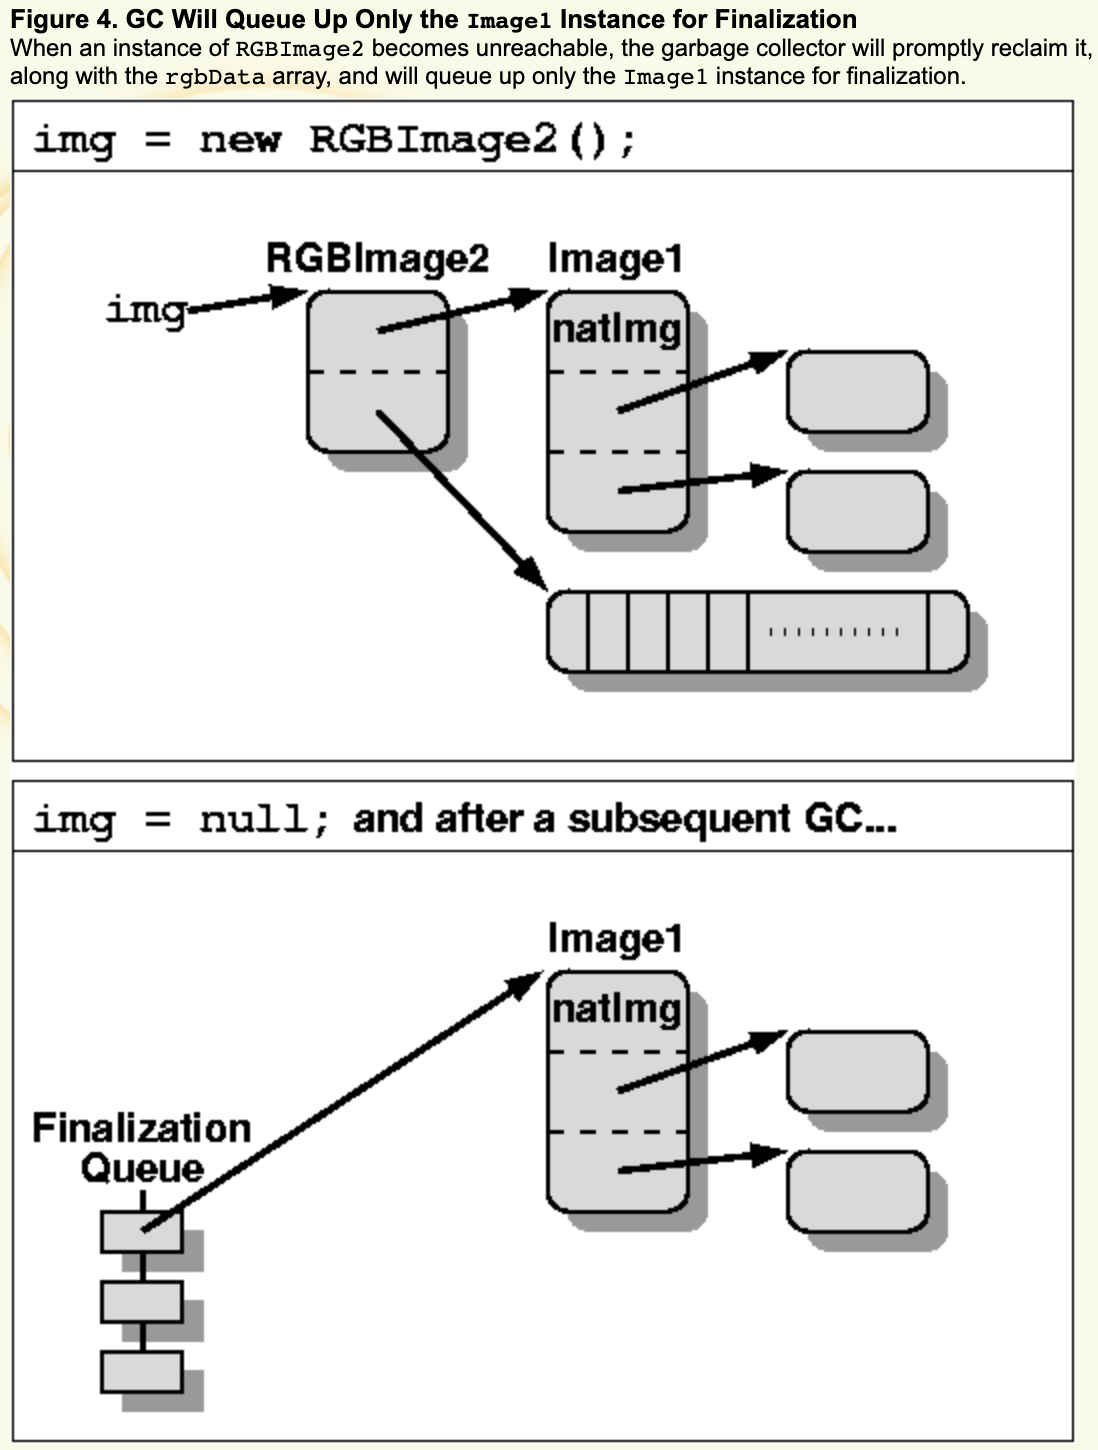 Figure 4. GC Will Queue Up Only the Image1 Instance for Finalization
When an instance of RGBImage2 becomes unreachable, the garbage collector will promptly reclaim it,
along with the rgbData array, and will queue up only the Image1 instance for finalization.
img = new RGBImage2();
RGBImage2 Image1
img
natImg
img = null; and after a subsequent GC...
Image1
natImg
Finalization
Queue